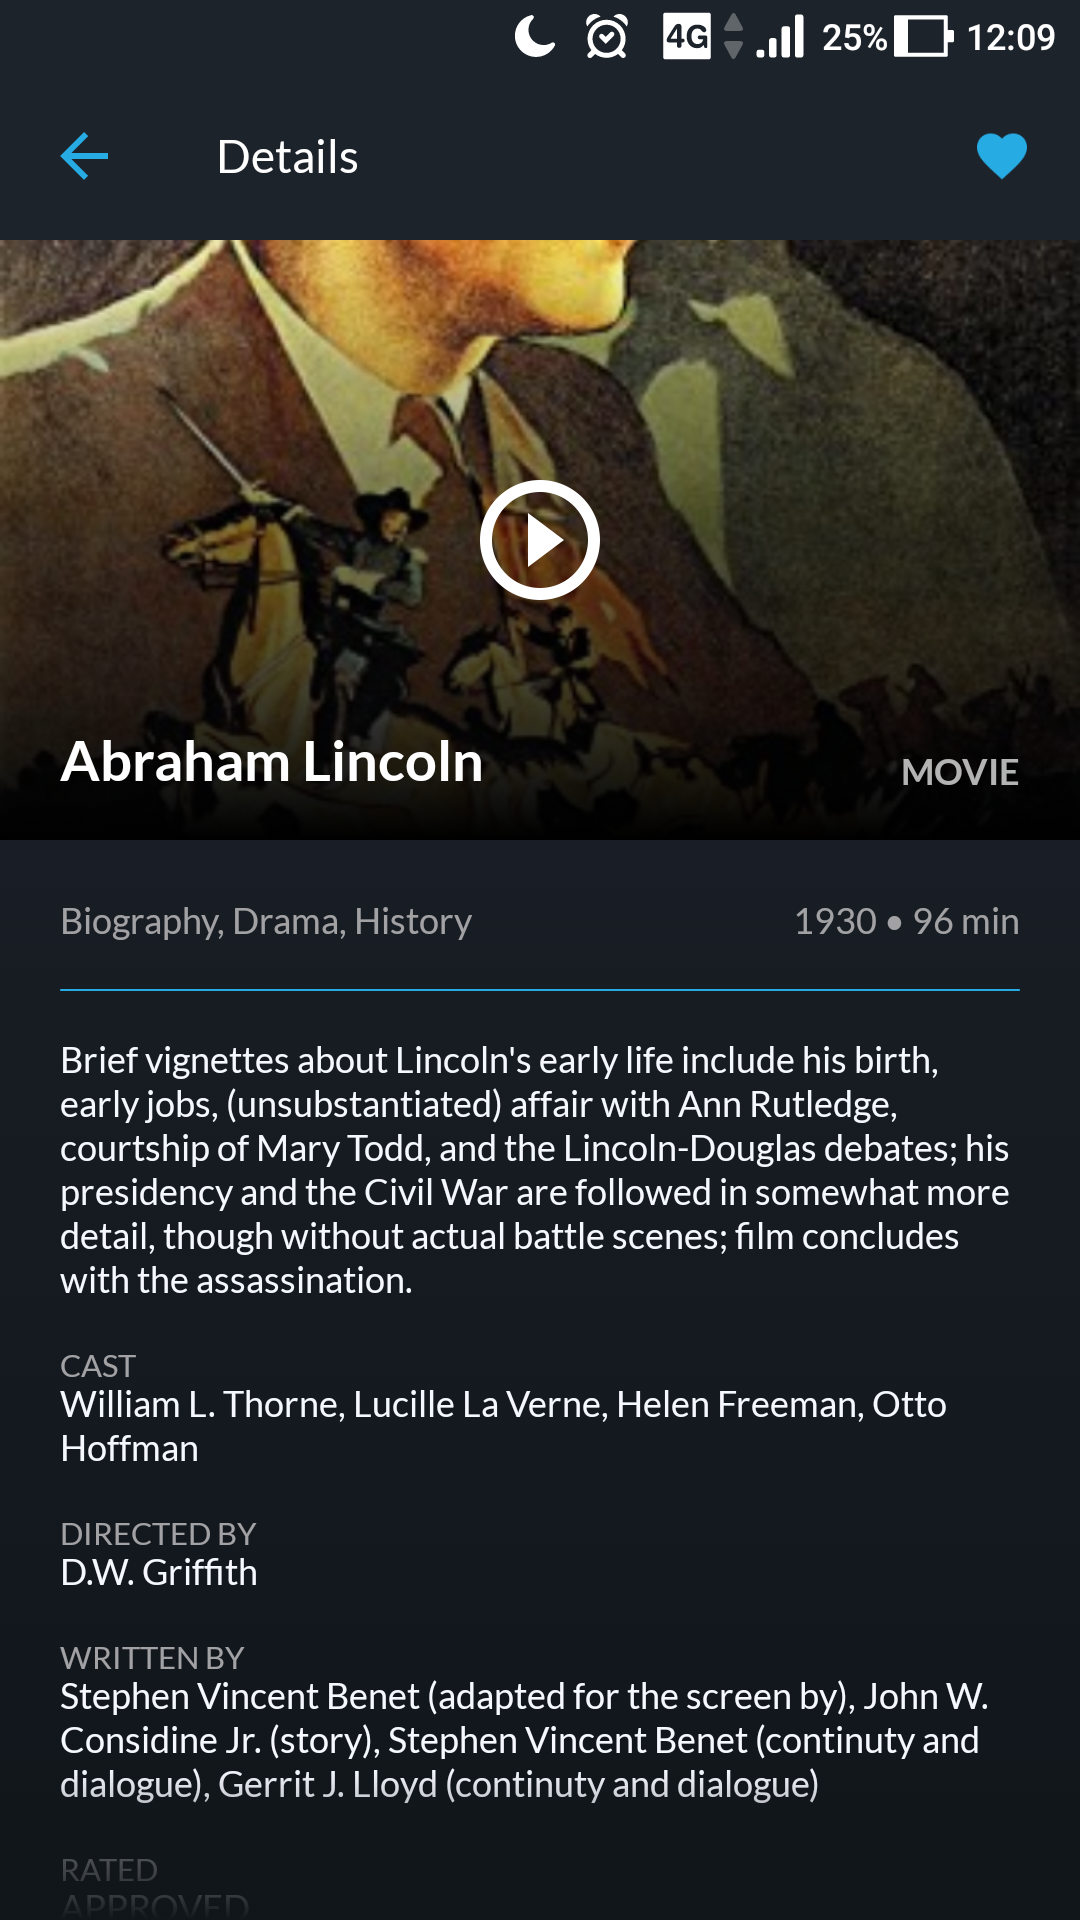 4G 25% 12:09
Details
Abraham Lincoln
MOVIE
Biography, Drama, History 1930 • 96 min
Brief vignettes about Lincoln's early life include his birth,
early jobs, (unsubstantiated) affair with Ann Rutledge,
courtship of Mary Todd, and the Lincoln-Douglas debates; his
presidency and the Civil War are followed in somewhat more
detail, though without actual battle scenes; film concludes
with the assassination.
CAST
William L. Thorne, Lucille La Verne, Helen Freeman, Otto
Hoffman
DIRECTED BY
D.W. Griffith
WRITTEN BY
Stephen Vincent Benet (adapted for the screen by), John W.
Considine Jr. (story), Stephen Vincent Benet (continuty and
dialogue), Gerrit J. Lloyd (continuty and dialogue)
RATED
APPROVED